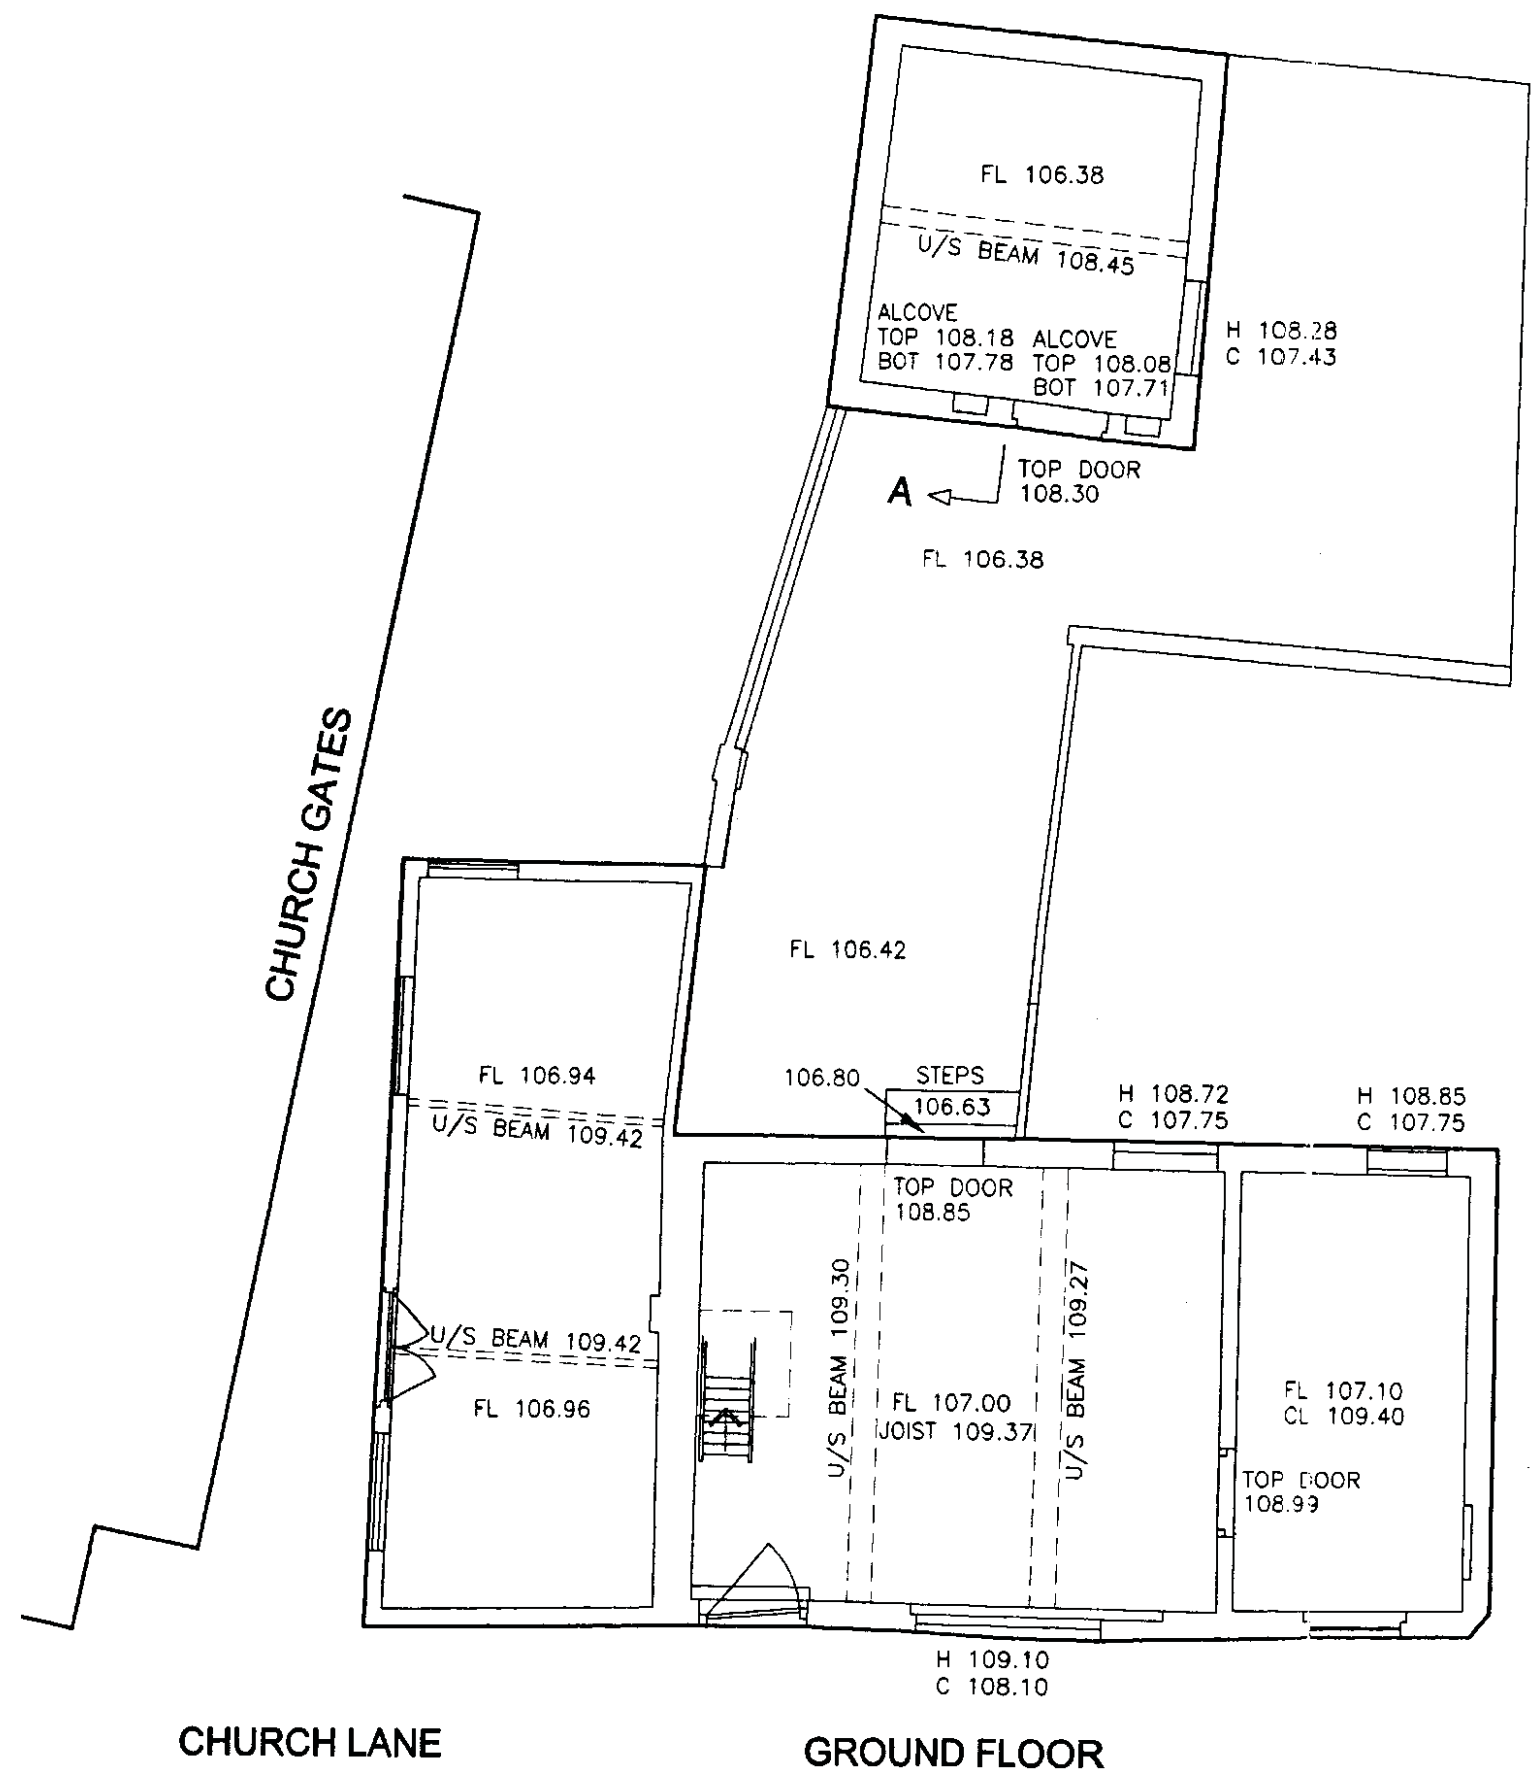 FL 106.38
U/S BEAM 108.45
ALCOVE
TOP 108.18
BOT 107.78
ALCOVE
TOP 108.08
BOT 107.71
H 108.28
C 107.43
TOP DOOR
108.30
A
FL 106.38
CHURCH GATES
FL 106.42
FL 106.94
U/S BEAM 109.42
106.80
STEPS
106.63
H 108.72
C 107.75
H 108.85
C 107.75
TOP DOOR
108.85
U/S BEAM 109.30
U/S BEAM 109.27
U/S BEAM 109.42
FL 106.96
FL 107.00
JOIST 109.37
FL 107.10
CL 109.40
TOP DOOR
108.99
H 109.10
C 108.10
CHURCH LANE
GROUND FLOOR